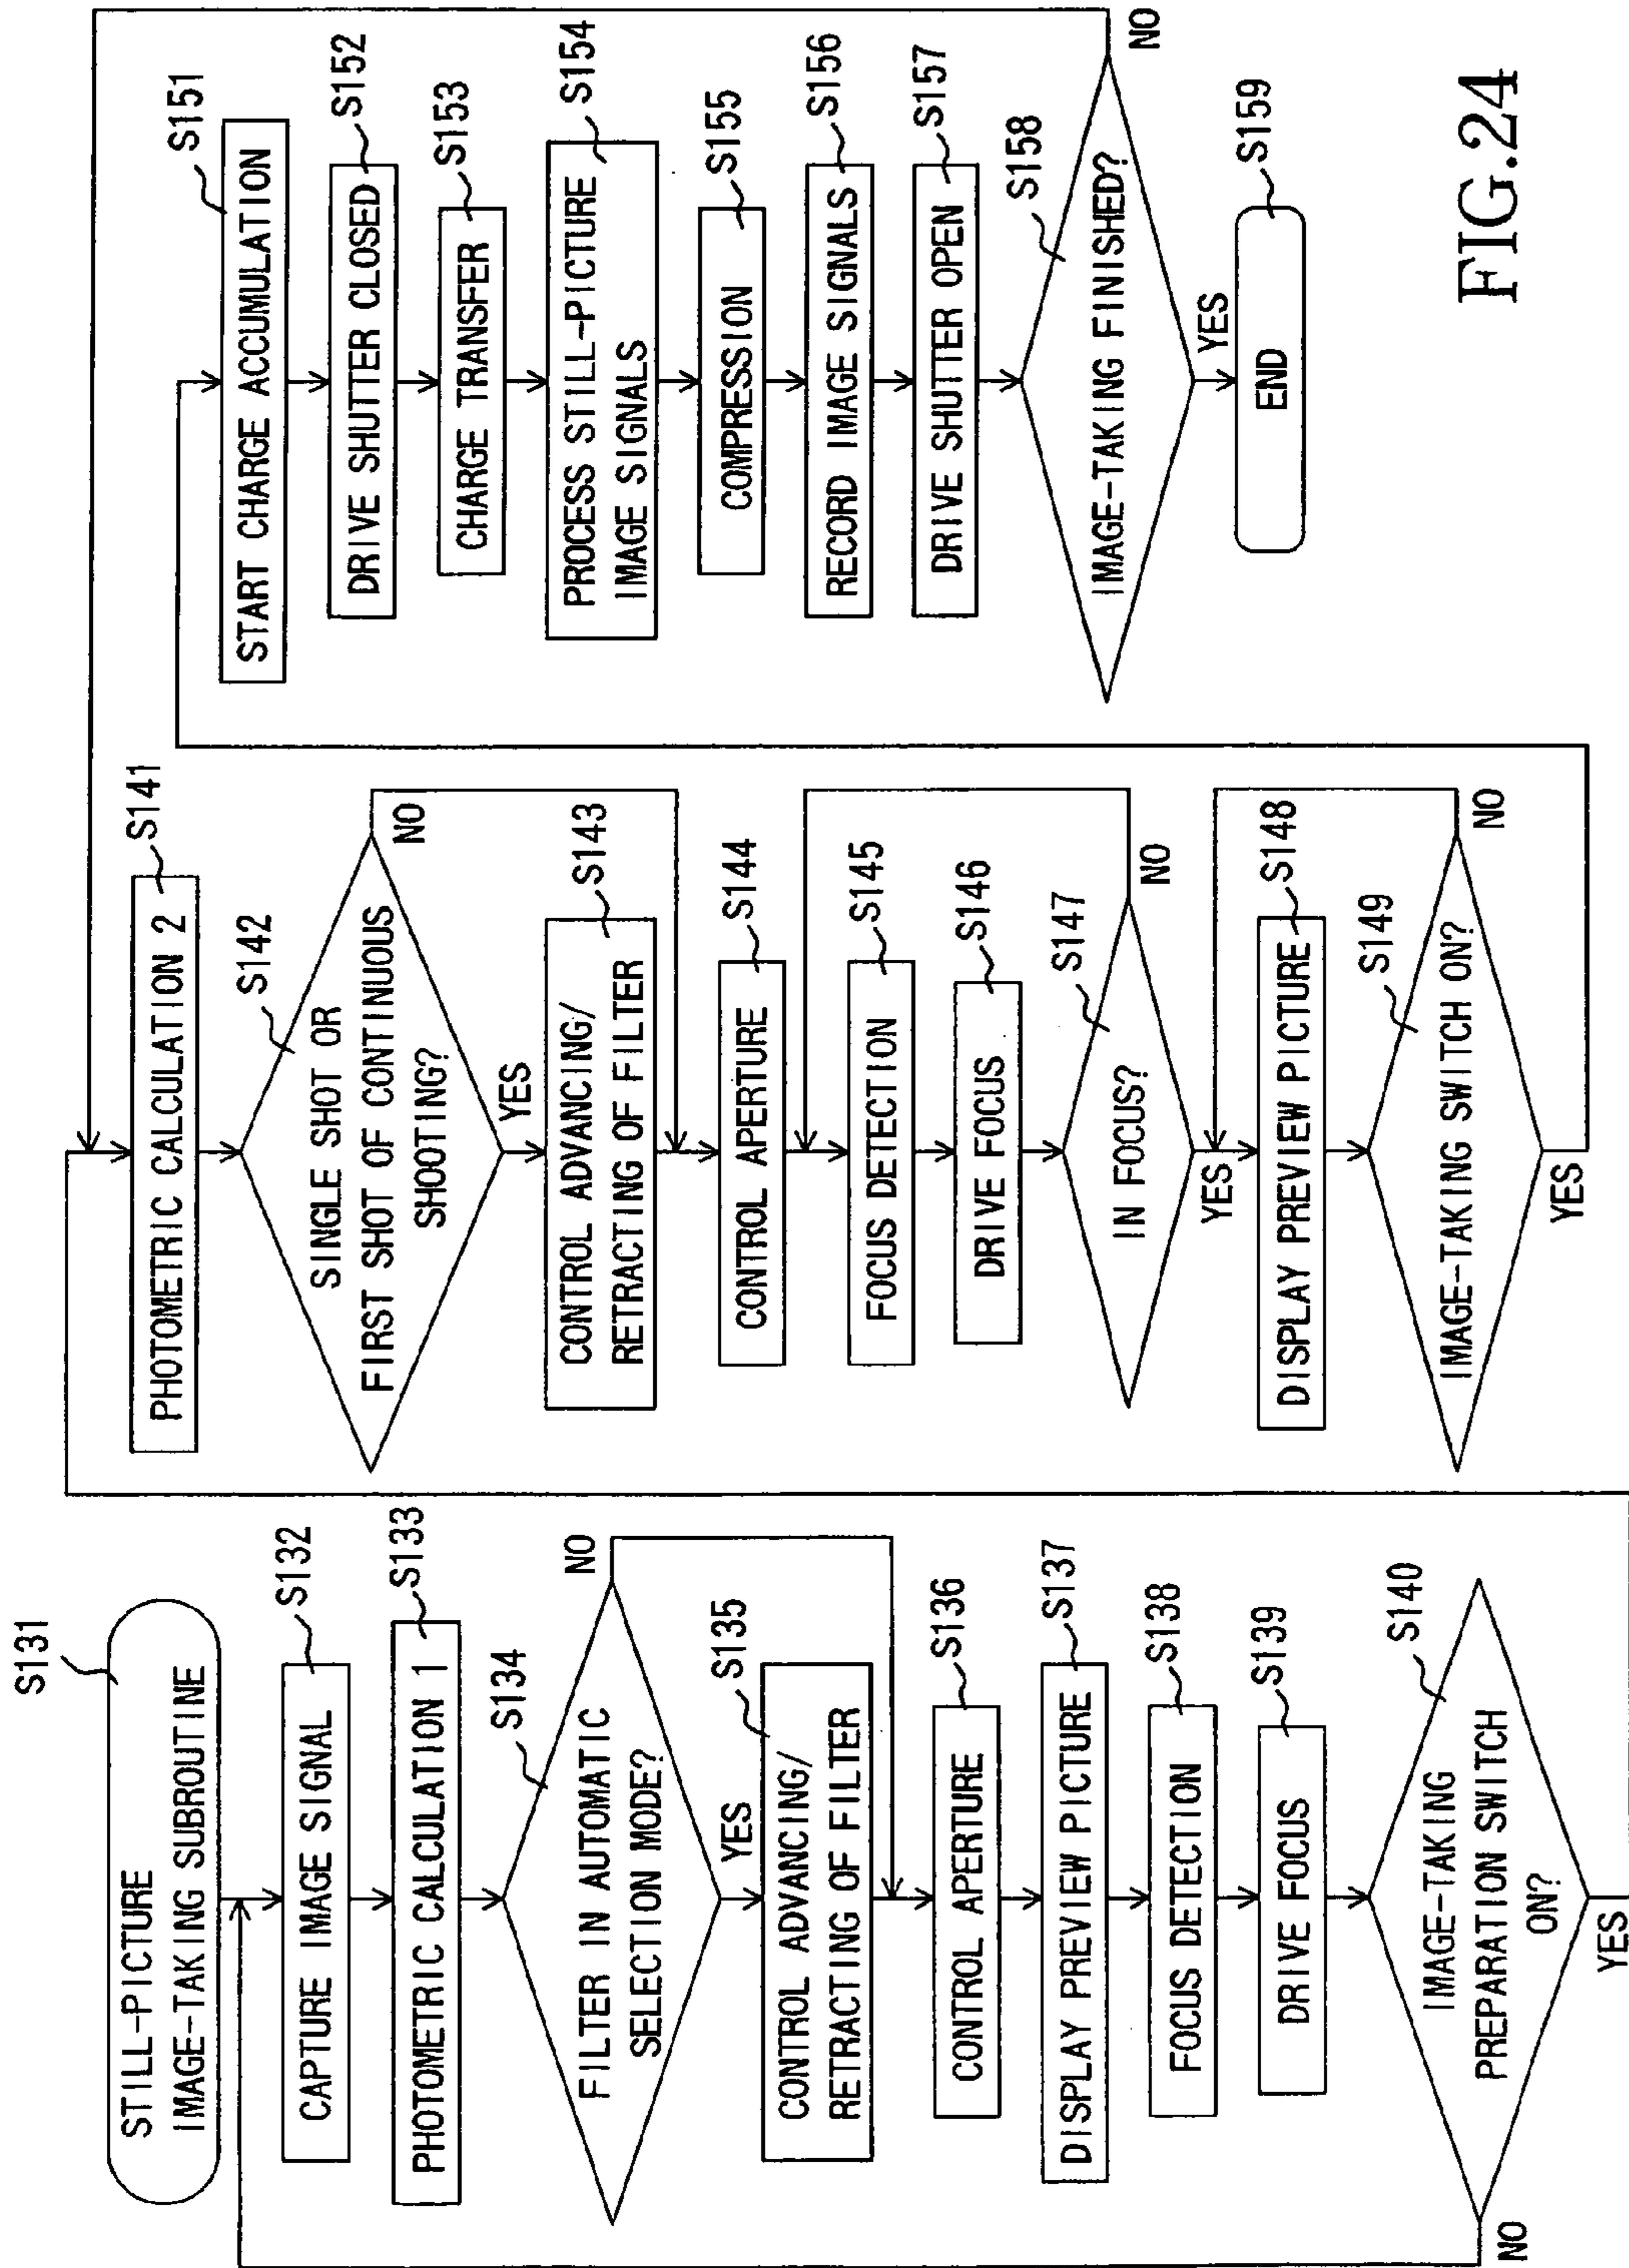 S131
STILL-PICTURE
IMAGE-TAKING SUBROUTINE
CAPTURE IMAGE SIGNAL
S132
PHOTOMETRIC CALCULATION 1
S133
S134
FILTER IN AUTOMATIC
SELECTION MODE?
NO
YES
S135
CONTROL ADVANCING/
RETRACTING OF FILTER
CONTROL APERTURE
S136
DISPLAY PREVIEW PICTURE
S137
FOCUS DETECTION
S138
DRIVE FOCUS
S139
S140
IMAGE-TAKING
PREPARATION SWITCH
ON?
NO
YES
PHOTOMETRIC CALCULATION 2
S141
S142
SINGLE SHOT OR
FIRST SHOT OF CONTINUOUS
SHOOTING?
NO
YES
CONTROL ADVANCING/
RETRACTING OF FILTER
S143
CONTROL APERTURE
S144
FOCUS DETECTION
S145
DRIVE FOCUS
S146
S147
IN FOCUS?
NO
YES
DISPLAY PREVIEW PICTURE
S148
S149
IMAGE-TAKING SWITCH ON?
NO
YES
START CHARGE ACCUMULATION
S151
DRIVE SHUTTER CLOSED
S152
CHARGE TRANSFER
S153
PROCESS STILL-PICTURE
IMAGE SIGNALS
S154
COMPRESSION
S155
RECORD IMAGE SIGNALS
S156
DRIVE SHUTTER OPEN
S157
S158
IMAGE-TAKING FINISHED?
NO
YES
END
S159
FIG.24